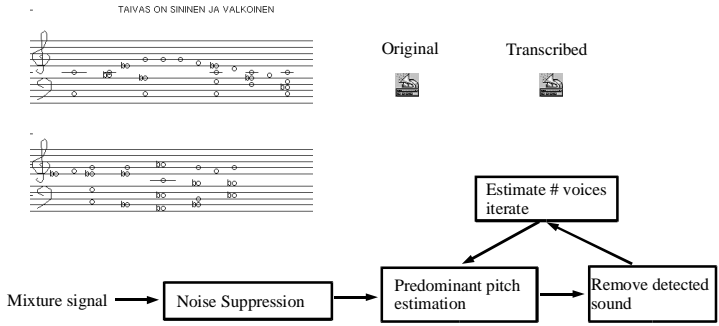 TAIVAS ON SININEN JA VALKOINEN
Original
Transcribed
Estimate # voices
iterate
Mixture signal
Noise Suppression
Predominant pitch
estimation
Remove detected
sound